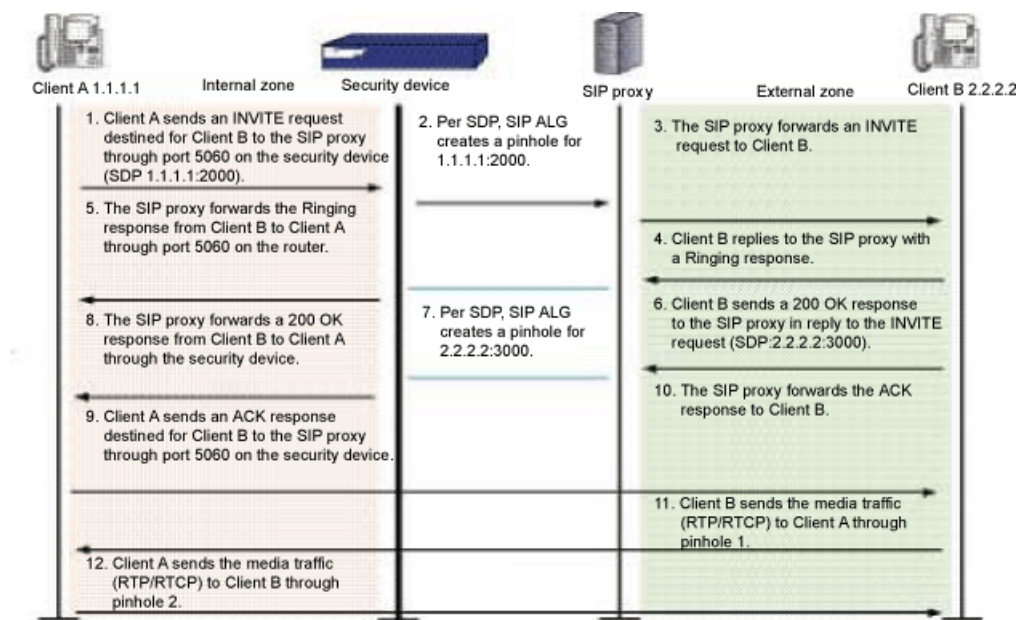 Client A 1.1.1.1
Internal zone
Security device
SIP proxy
External zone
Client B 2.2.2.2
1. Client A sends an INVITE request
destined for Client B to the SIP proxy
through port 5060 on the security device
(SDP 1.1.1.1:2000).
2. Per SDP, SIP ALG
creates a pinhole for
1.1.1.1:2000.
3. The SIP proxy forwards an INVITE
request to Client B.
4. Client B replies to the SIP proxy with
a Ringing response.
5. The SIP proxy forwards the Ringing
response from Client B to Client A
through port 5060 on the router.
6. Client B sends a 200 OK response
to the SIP proxy in reply to the INVITE
request (SDP:2.2.2.2:3000).
7. Per SDP, SIP ALG
creates a pinhole for
2.2.2.2:3000.
8. The SIP proxy forwards a 200 OK
response from Client B to Client A
through the security device.
9. Client A sends an ACK response
destined for Client B to the SIP proxy
through port 5060 on the security device.
10. The SIP proxy forwards the ACK
response to Client B.
11. Client B sends the media traffic
(RTP/RTCP) to Client A through
pinhole 1.
12. Client A sends the media traffic
(RTP/RTCP) to Client B through
pinhole 2.